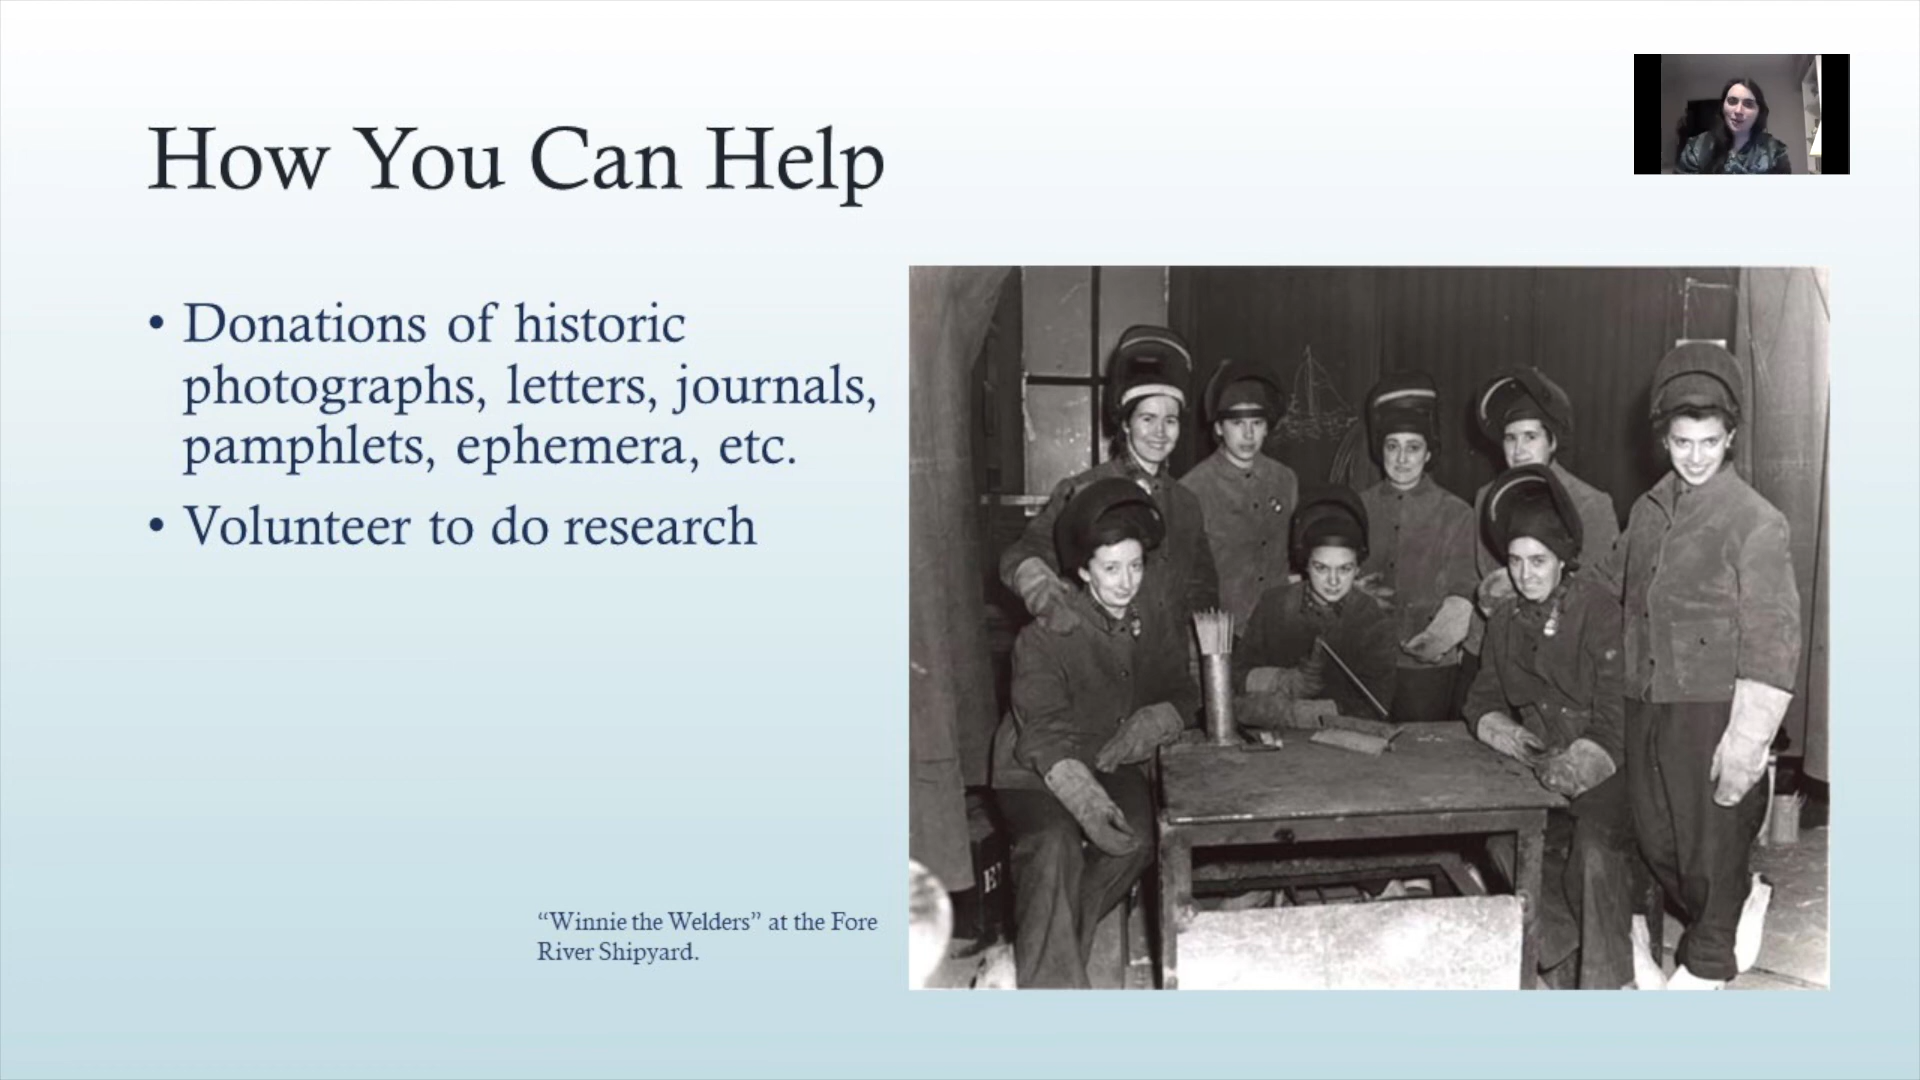 How You Can Help
• Donations of historic
photographs, letters, journals,
pamphlets, ephemera, etc.
• Volunteer to do research
“Winnie the Welders” at the Fore
River Shipyard.